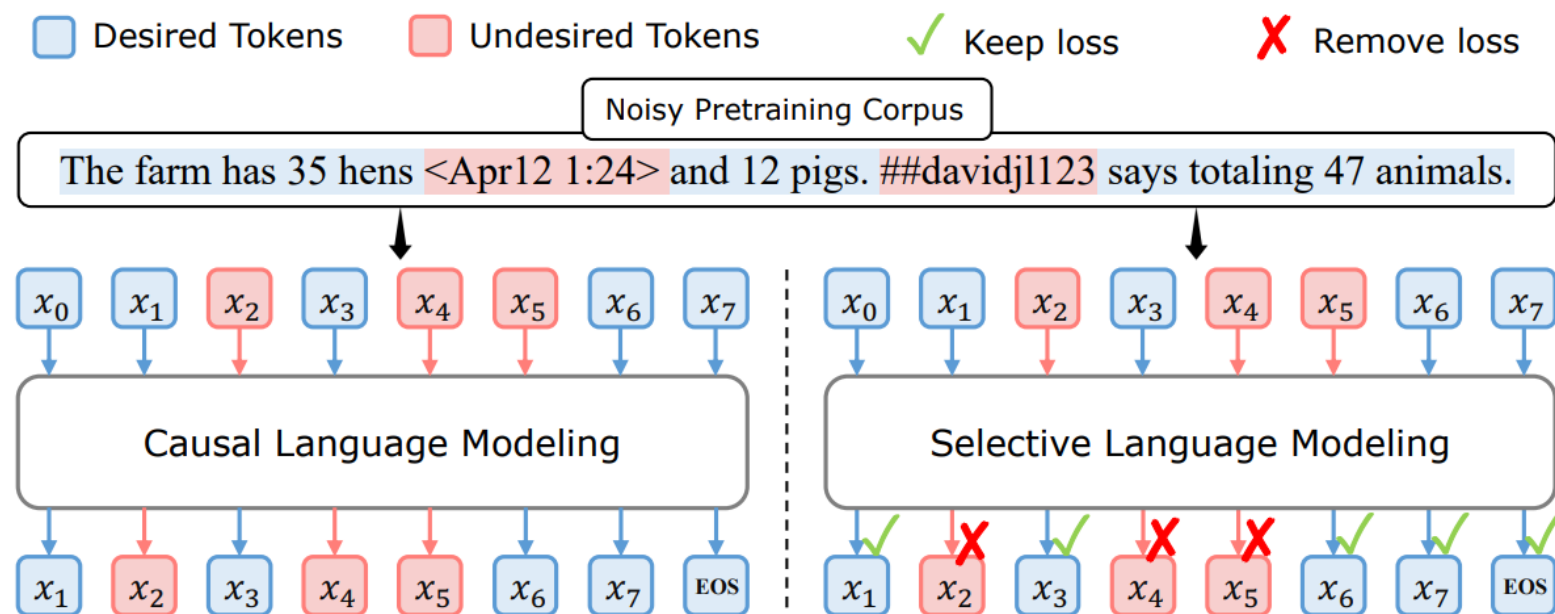 Desired Tokens Undesired Tokens Keep loss Remove loss
Noisy Pretraining Corpus
The farm has 35 hens <Apr12 1:24> and 12 pigs. ##davidjl123 says totaling 47 animals.
x₀ x₁ x₂ x₃ x₄ x₅ x₆ x₇ x₀ x₁ x₂ x₃ x₄ x₅ x₆ x₇
Causal Language Modeling Selective Language Modeling
x₁ x₂ x₃ x₄ x₅ x₆ x₇ EOS x₁ x₂ x₃ x₄ x₅ x₆ x₇ EOS